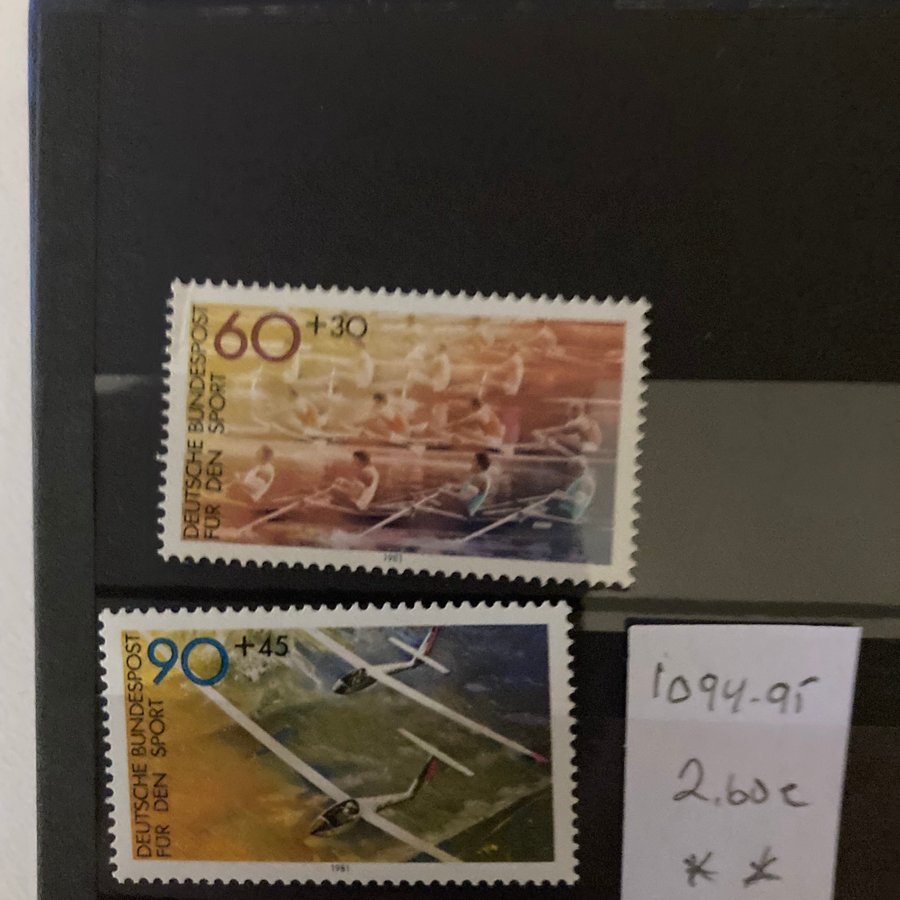 60 +30
DEUTSCHE BUNDESPOST
FÜR DEN SPORT
1981
90 +45
DEUTSCHE BUNDESPOST
FÜR DEN SPORT
1981
1094-95
2.60€
* *